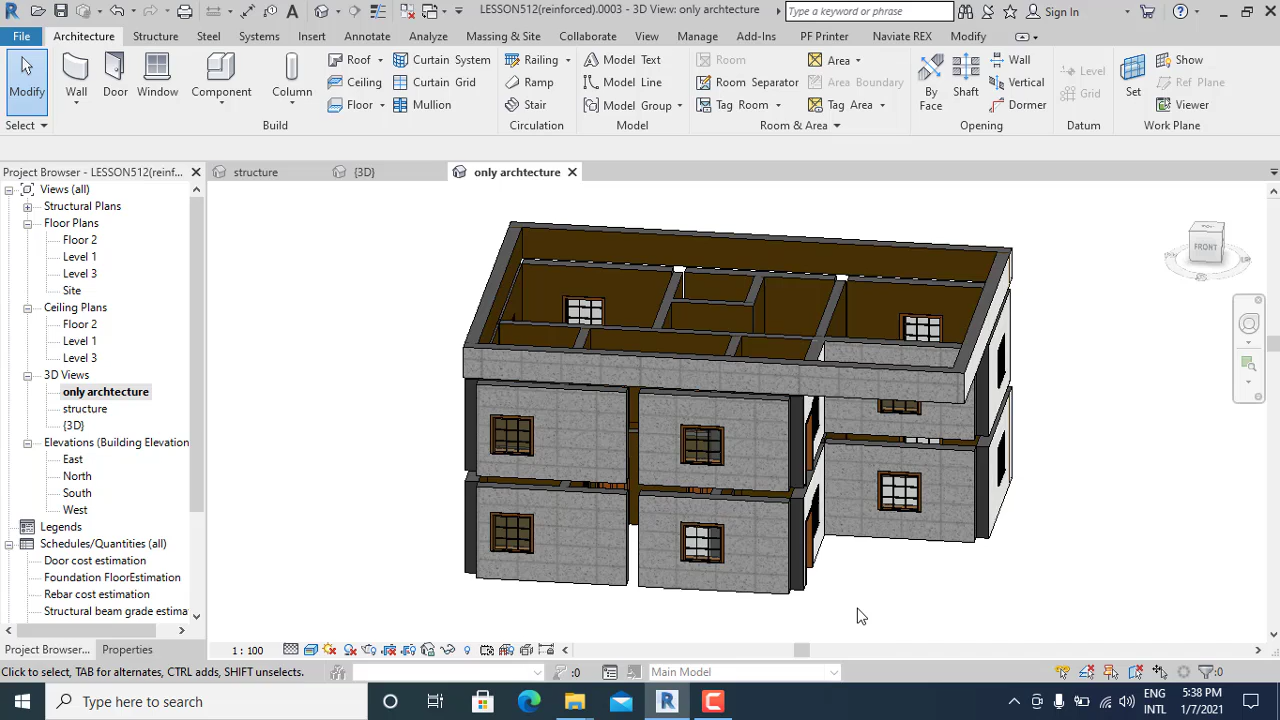 LESSON512(reinforced).0003 - 3D View: only archtecture
Type a keyword or phrase
Sign In
File Architecture Structure Steel Systems Insert Annotate Analyze Massing & Site Collaborate View Manage Add-Ins PF Printer Naviate REX Modify
Modify
Wall
Door
Window
Component
Column
Roof
Ceiling
Floor
Curtain System
Curtain Grid
Mullion
Railing
Ramp
Stair
Model Text
Model Line
Model Group
Room
Room Separator
Tag Room
Area
Area Boundary
Tag Area
By
Face
Shaft
Wall
Vertical
Dormer
Level
Grid
Set
Show
Ref Plane
Viewer
Select Build Circulation Model Room & Area Opening Datum Work Plane
Project Browser - LESSON512(reinf...
structure {3D} only archtecture
Views (all)
Structural Plans
Floor Plans
Floor 2
Level 1
Level 3
Site
Ceiling Plans
Floor 2
Level 1
Level 3
3D Views
only archtecture
structure
{3D}
Elevations (Building Elevation
East
North
South
West
Legends
Schedules/Quantities (all)
Door cost estimation
Foundation FloorEstimation
Rebar cost estimation
Structural beam grade estima
FRONT
Project Browser... Properties
1 : 100
Click to select, TAB for alternates, CTRL adds, SHIFT unselects.
:0
Main Model
:0
Type here to search
ENG
INTL
5:38 PM
1/7/2021